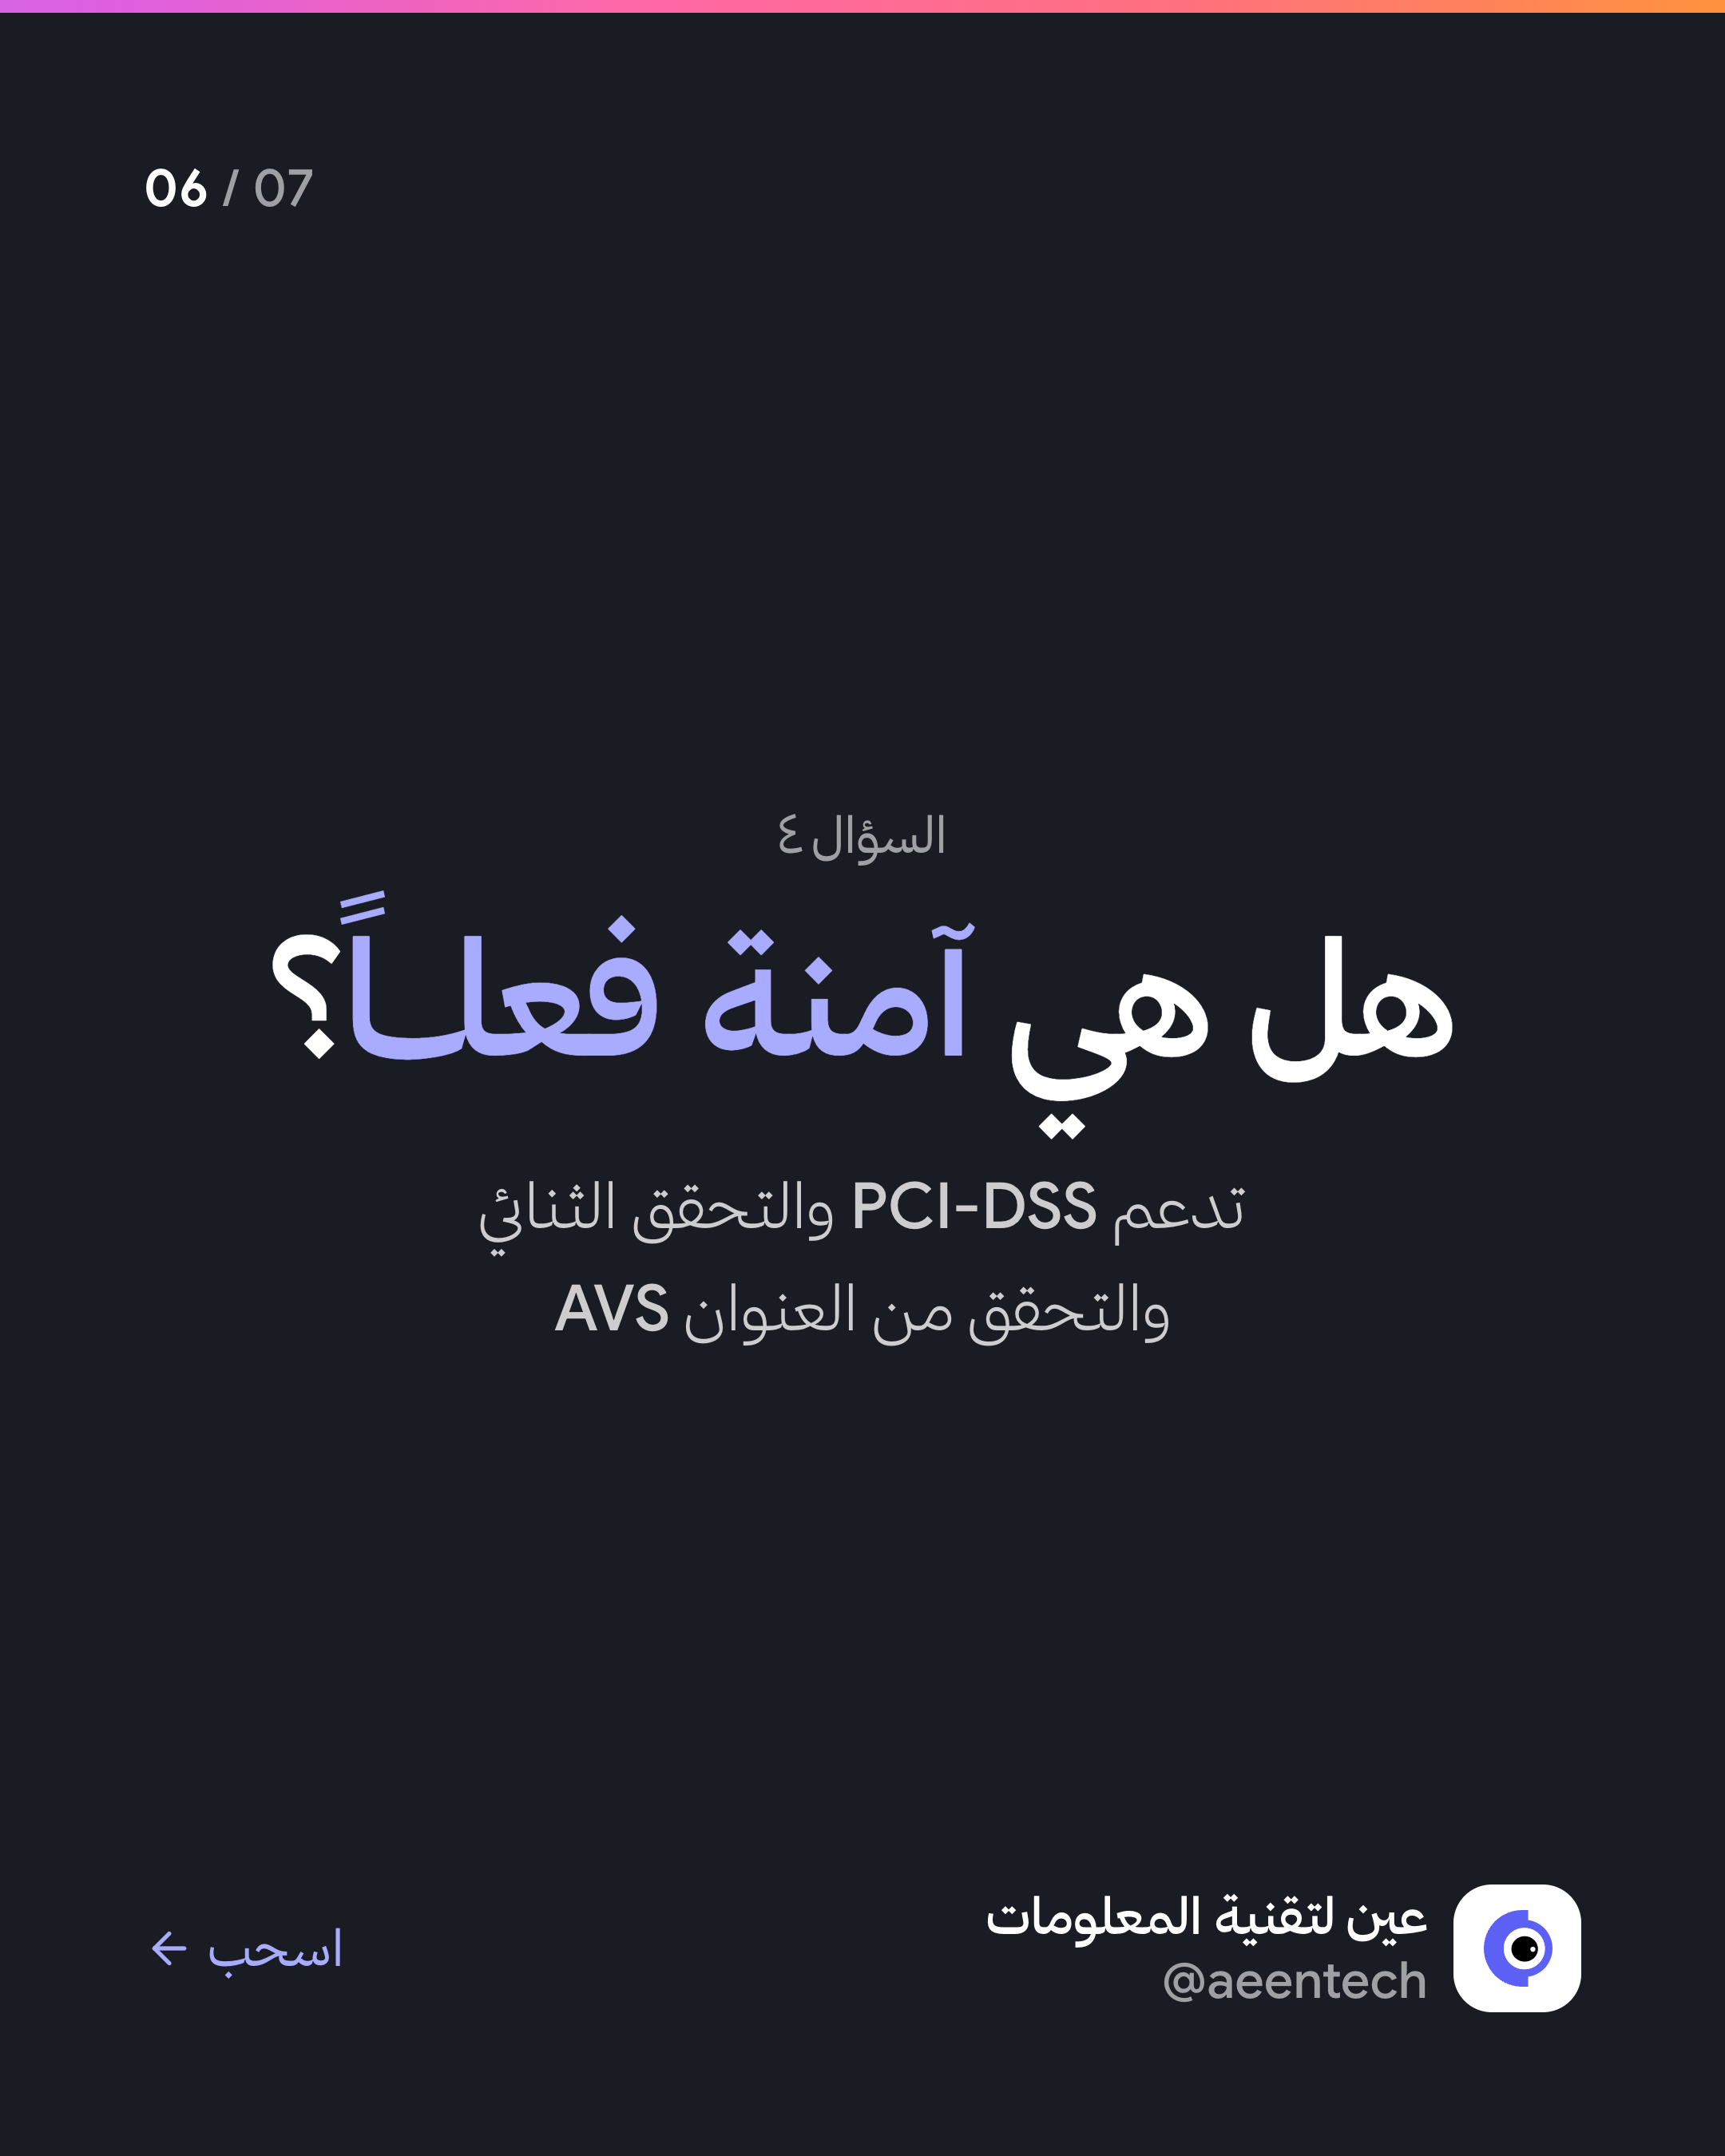 06 / 07
السؤال ٤
هل هي آمنة فعلاً؟
تدعم PCI-DSS والتحقق الثنائي
والتحقق من العنوان AVS
عين لتقنية المعلومات
@aeentech
اسحب ←